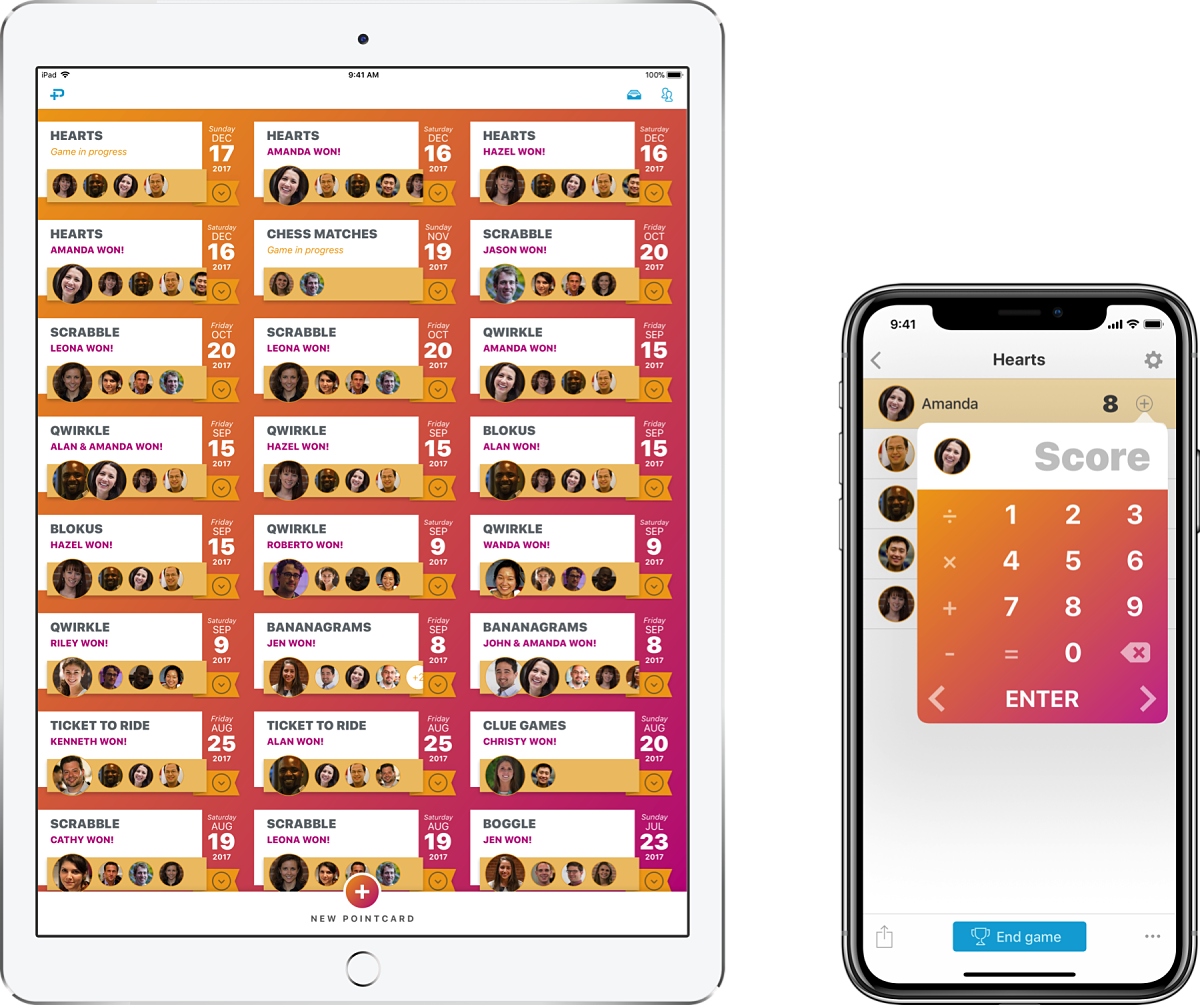 iPad 9:41 AM 100%
HEARTS
Game in progress
Sunday
DEC
17
2017
HEARTS
AMANDA WON!
Saturday
DEC
16
2017
HEARTS
HAZEL WON!
Saturday
DEC
16
2017
HEARTS
AMANDA WON!
Saturday
DEC
16
2017
CHESS MATCHES
Game in progress
Sunday
NOV
19
2017
SCRABBLE
JASON WON!
Friday
OCT
20
2017
SCRABBLE
LEONA WON!
Friday
OCT
20
2017
SCRABBLE
LEONA WON!
Friday
OCT
20
2017
QWIRKLE
AMANDA WON!
Friday
SEP
15
2017
QWIRKLE
ALAN & AMANDA WON!
Friday
SEP
15
2017
QWIRKLE
HAZEL WON!
Friday
SEP
15
2017
BLOKUS
ALAN WON!
Friday
SEP
15
2017
BLOKUS
HAZEL WON!
Friday
SEP
15
2017
QWIRKLE
ROBERTO WON!
Saturday
SEP
9
2017
QWIRKLE
WANDA WON!
Saturday
SEP
9
2017
QWIRKLE
RILEY WON!
Saturday
SEP
9
2017
BANANAGRAMS
JEN WON!
Friday
SEP
8
2017
BANANAGRAMS
JOHN & AMANDA WON!
Friday
SEP
8
2017
TICKET TO RIDE
KENNETH WON!
Friday
AUG
25
2017
TICKET TO RIDE
ALAN WON!
Friday
AUG
25
2017
CLUE GAMES
CHRISTY WON!
Sunday
AUG
20
2017
SCRABBLE
CATHY WON!
Saturday
AUG
19
2017
SCRABBLE
LEONA WON!
Saturday
AUG
19
2017
BOGGLE
JEN WON!
Sunday
JUL
23
2017
+
NEW POINTCARD
9:41
Hearts
Amanda 8
Score
÷ 1 2 3
× 4 5 6
+ 7 8 9
- = 0
ENTER
End game